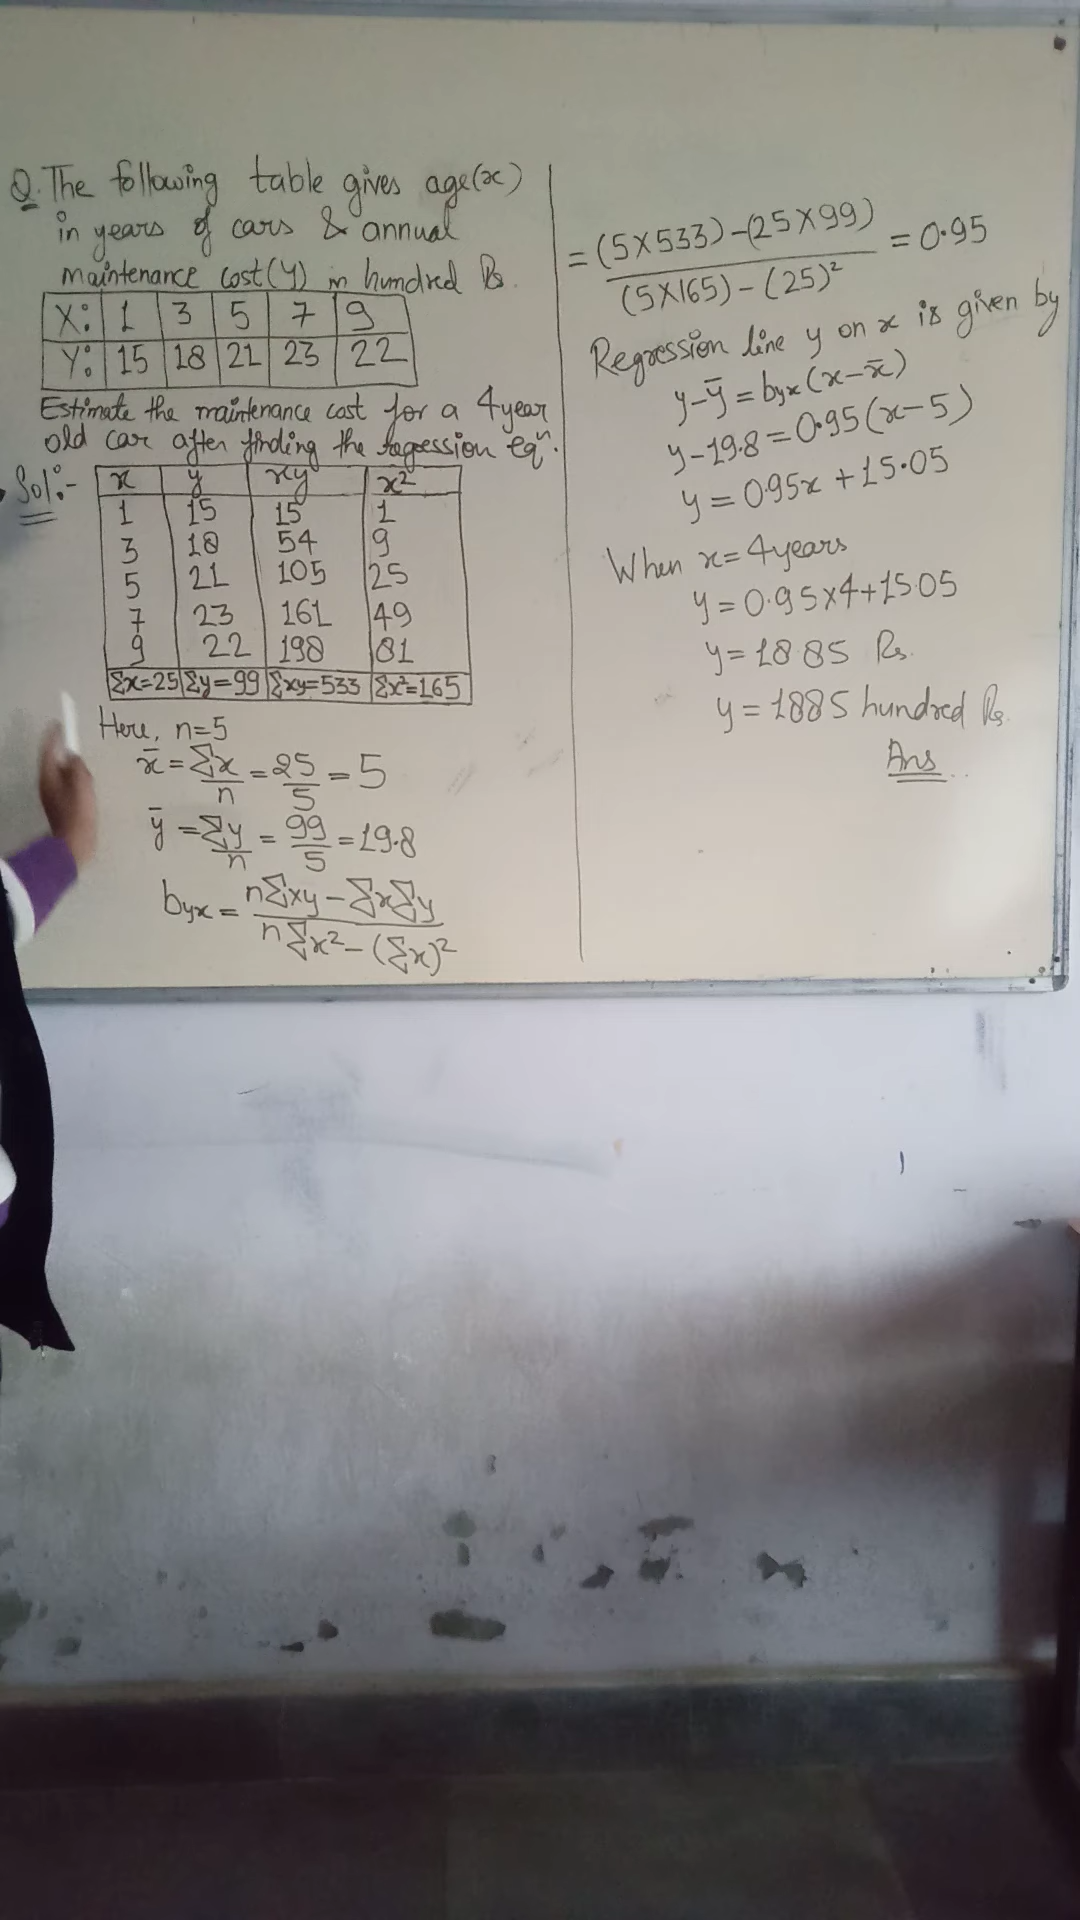 Q. The following table gives age(x)
in years of cars & annual
maintenance cost(Y) in hundred Rs.
X: 1 3 5 7 9
Y: 15 18 21 23 22
Estimate the maintenance cost for a 4 year
old car after finding the regression eqⁿ.
Sol:-
x y xy x²
1 15 15 1
3 18 54 9
5 21 105 25
7 23 161 49
9 22 198 81
Σx=25 Σy=99 Σxy=533 Σx²=165
Here, n=5
x̄ = Σx/n = 25/5 = 5
ȳ = Σy/n = 99/5 = 19.8
byx = (nΣxy - ΣxΣy)/(nΣx² - (Σx)²)
= ((5×533)-(25×99))/((5×165)-(25)²) = 0.95
Regression line y on x is given by
y-ȳ = byx(x-x̄)
y-19.8 = 0.95(x-5)
y = 0.95x + 15.05
When x = 4 years
y = 0.95x4+15.05
y = 18.85 Rs.
y = 1885 hundred Rs.
Ans